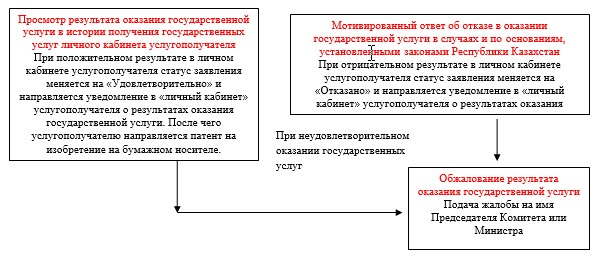 Просмотр результата оказания государственной
услуги в истории получения государственных
услуг личного кабинета услугополучателя
При положительном результате в личном
кабинете услугополучателя статус заявления
меняется на «Удовлетворительно» и
направляется уведомление в «личный кабинет»
услугополучателя о результатах оказания
государственной услуги. После чего
услугополучателю направляется патент на
изобретение на бумажном носителе.
Мотивированный ответ об отказе в оказании
государственной услуги в случаях и по основаниям,
установленными законами Республики Казахстан
При отрицательном результате в личном кабинете
услугополучателя статус заявления меняется на
«Отказано» и направляется уведомление в «личный
кабинет» услугополучателя о результатах оказания
При неудовлетворительном
оказании государственных
услуг
Обжалование результата
оказания государственной услуги
Подача жалобы на имя
Председателя Комитета или
Министра